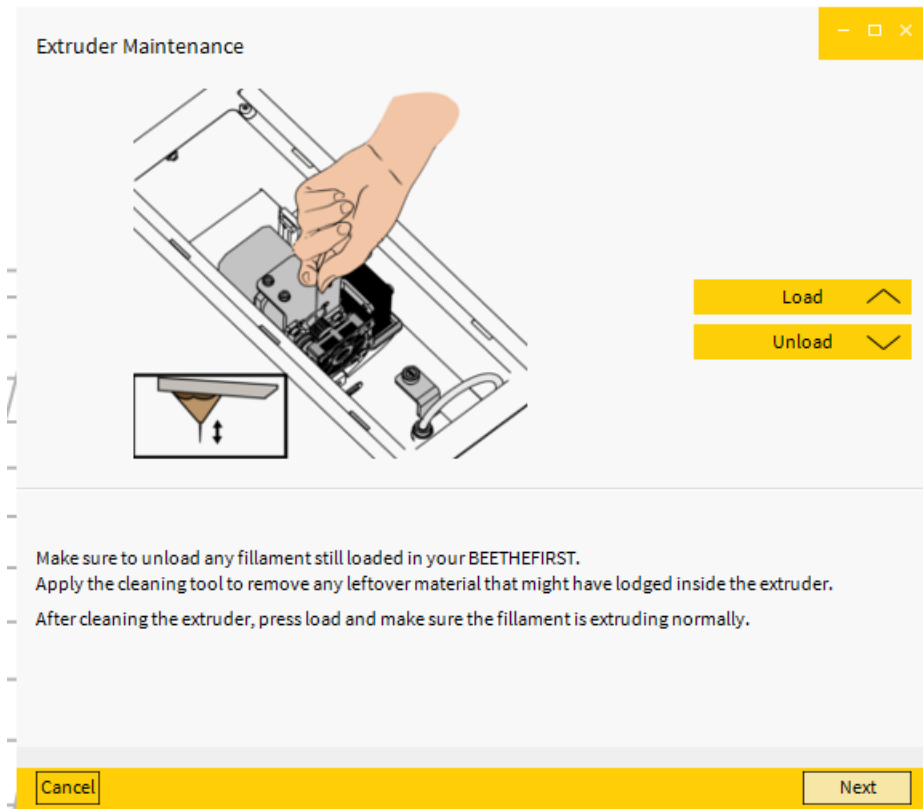 Extruder Maintenance
Load
Unload
Make sure to unload any fillament still loaded in your BEETHEFIRST.
Apply the cleaning tool to remove any leftover material that might have lodged inside the extruder.
After cleaning the extruder, press load and make sure the fillament is extruding normally.
Cancel
Next